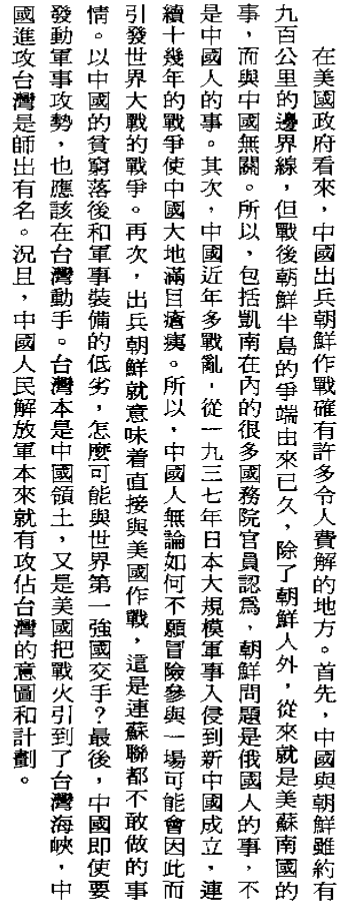 在美國政府看來，中國出兵朝鮮作戰確有許多令人費解的地方。首先，中國與朝鮮雖約有
九百公里的邊界線，但戰後朝鮮半島的爭端由來已久，除了朝鮮人外，從來就是美蘇南國的
事，而與中國無關。所以，包括凱南在內的很多國務院官員認爲，朝鮮問題是俄國人的事，不
是中國人的事。其次，中國近年多戰亂，從一九三七年日本大規模軍事入侵到新中國成立，連
續十幾年的戰爭使中國大地滿目瘡痍。所以，中國人無論如何不願冒險參與一場可能會因此而
引發世界大戰的戰爭。再次，出兵朝鮮就意味着直接與美國作戰，這是連蘇聯都不敢做的事
情。以中國的貧窮落後和軍事裝備的低劣，怎麼可能與世界第一強國交手？最後，中國即使要
發動軍事攻勢，也應該在台灣動手。台灣本是中國領土，又是美國把戰火引到了台灣海峽，中
國進攻台灣是師出有名。況且，中國人民解放軍本來就有攻佔台灣的意圖和計劃。